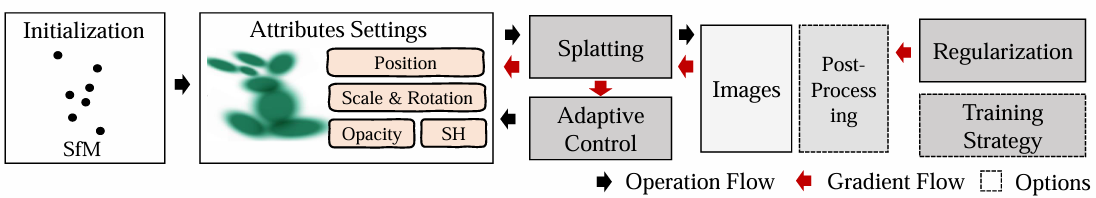 Initialization
SfM
Attributes Settings
Position
Scale & Rotation
Opacity
SH
Splatting
Adaptive
Control
Images
Post-
Process
ing
Regularization
Training
Strategy
Operation Flow
Gradient Flow
Options